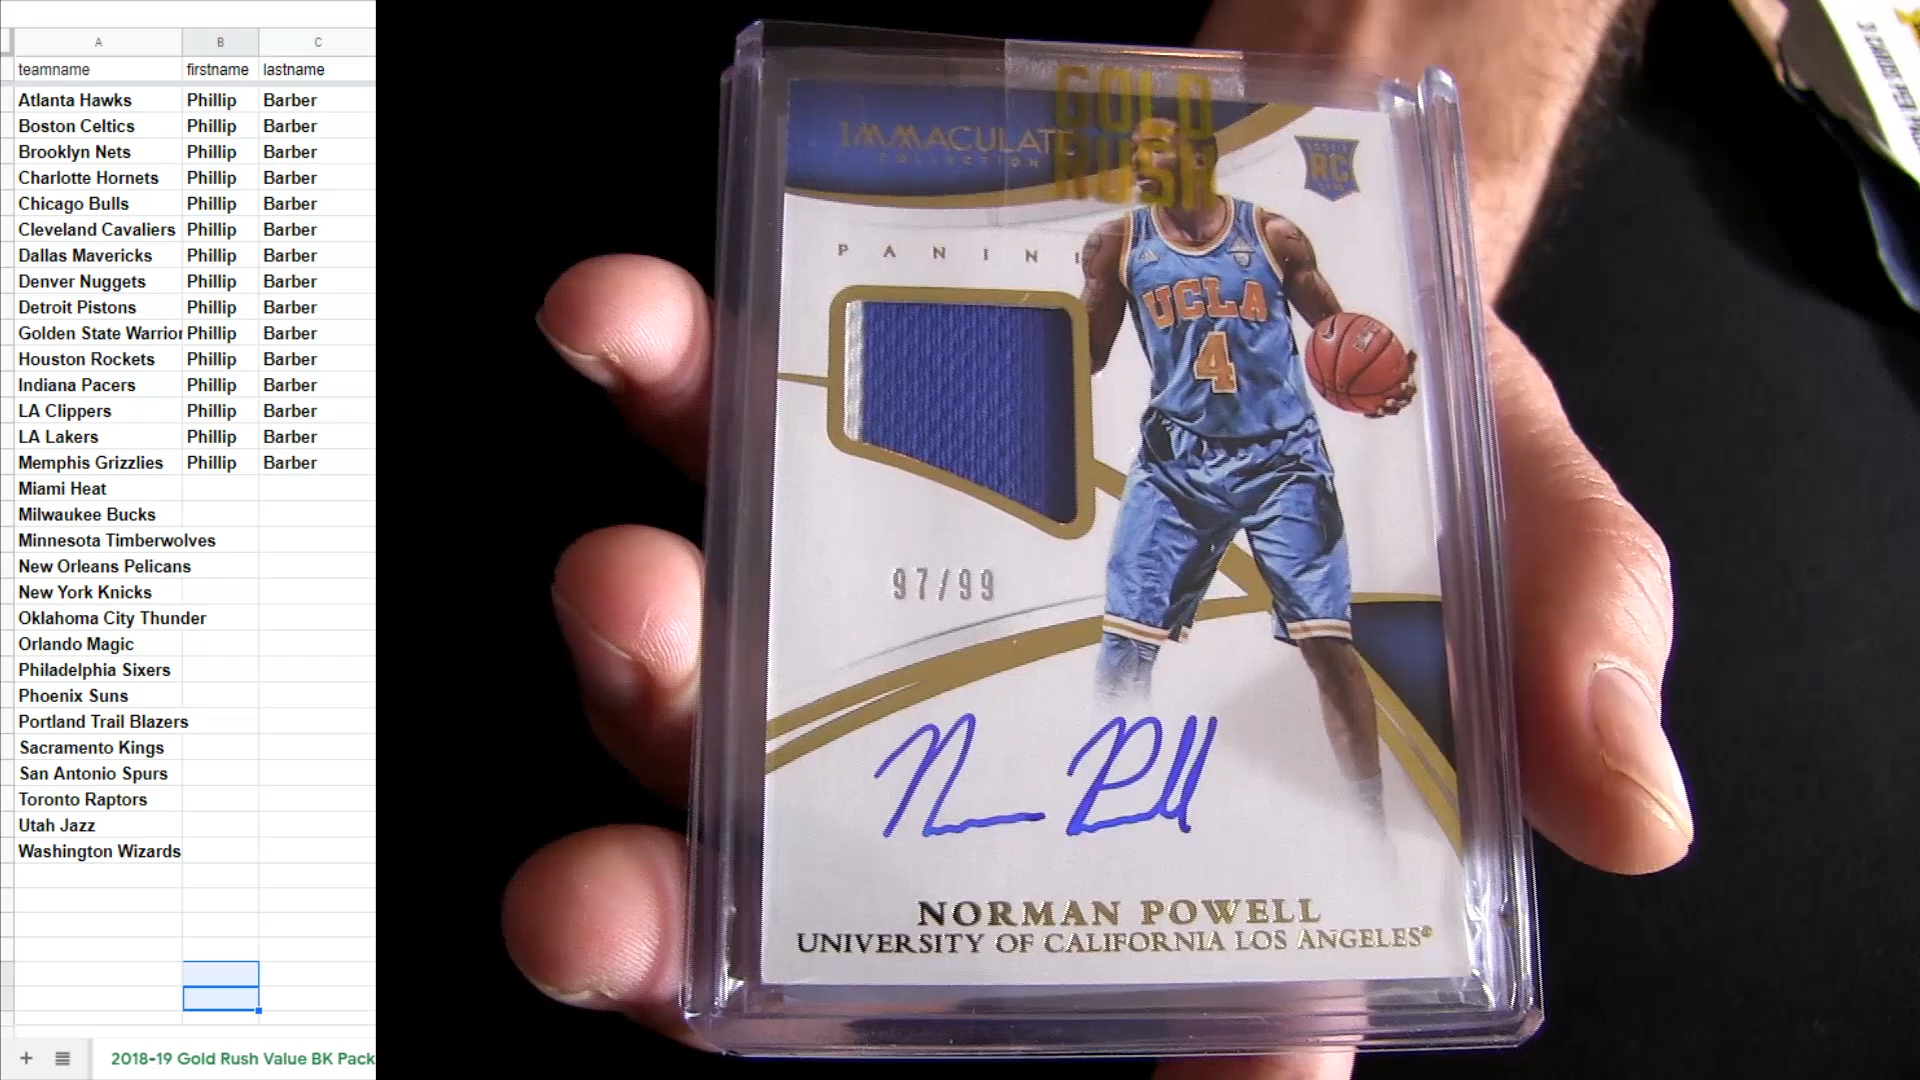 A B C
teamname firstname lastname
Atlanta Hawks Phillip Barber
Boston Celtics Phillip Barber
Brooklyn Nets Phillip Barber
Charlotte Hornets Phillip Barber
Chicago Bulls Phillip Barber
Cleveland Cavaliers Phillip Barber
Dallas Mavericks Phillip Barber
Denver Nuggets Phillip Barber
Detroit Pistons Phillip Barber
Golden State Warrior Phillip Barber
Houston Rockets Phillip Barber
Indiana Pacers Phillip Barber
LA Clippers Phillip Barber
LA Lakers Phillip Barber
Memphis Grizzlies Phillip Barber
Miami Heat
Milwaukee Bucks
Minnesota Timberwolves
New Orleans Pelicans
New York Knicks
Oklahoma City Thunder
Orlando Magic
Philadelphia Sixers
Phoenix Suns
Portland Trail Blazers
Sacramento Kings
San Antonio Spurs
Toronto Raptors
Utah Jazz
Washington Wizards
2018-19 Gold Rush Value BK Pack
GOLD
RUSH
IMMACULATE
COLLECTION
RC
PANINI
UCLA
4
97/99
NORMAN POWELL
UNIVERSITY OF CALIFORNIA LOS ANGELES®